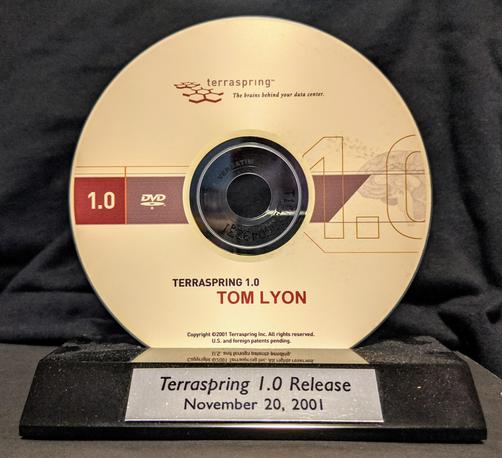 terraspring™
The brains behind your data center.
1.0
DVD
1.0
VERBATIM
TERRASPRING 1.0
TOM LYON
Copyright ©2001 Terraspring Inc. All rights reserved.
U.S. and foreign patents pending.
Terraspring 1.0 Release
November 20, 2001